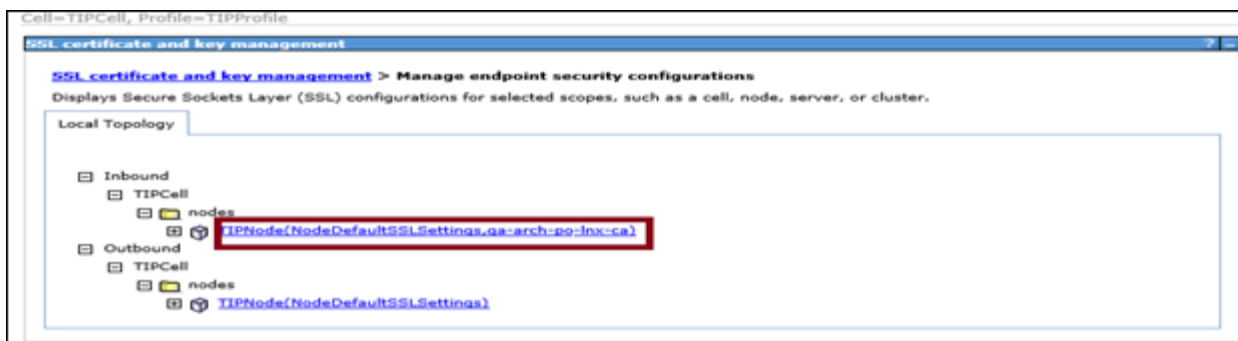 Cell=TIPCell, Profile=TIPProfile
SSL certificate and key management ? -
SSL certificate and key management > Manage endpoint security configurations
Displays Secure Sockets Layer (SSL) configurations for selected scopes, such as a cell, node, server, or cluster.
Local Topology
Inbound
TIPCell
nodes
TIPNode(NodeDefaultSSLSettings,qa-arch-po-lnx-ca)
Outbound
TIPCell
nodes
TIPNode(NodeDefaultSSLSettings)